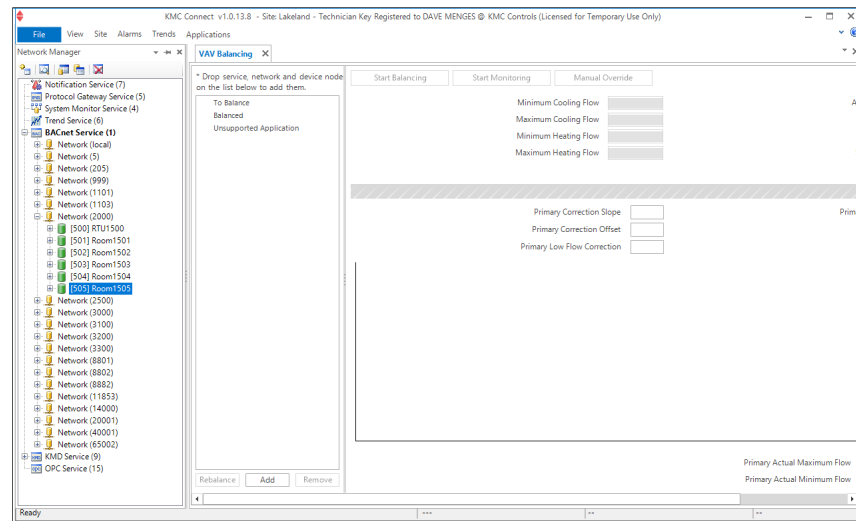 KMC Connect v1.0.13.8 - Site: Lakeland - Technician Key Registered to DAVE MENGES @ KMC Controls (Licensed for Temporary Use Only)
File View Site Alarms Trends Applications
Network Manager
Notification Service (7)
Protocol Gateway Service (5)
System Monitor Service (4)
Trend Service (6)
BACnet Service (1)
Network (local)
Network (5)
Network (205)
Network (999)
Network (1101)
Network (1103)
Network (2000)
[500] RTU1500
[501] Room1501
[502] Room1502
[503] Room1503
[504] Room1504
[505] Room1505
Network (2500)
Network (3000)
Network (3100)
Network (3200)
Network (3300)
Network (8801)
Network (8802)
Network (8882)
Network (11853)
Network (14000)
Network (20001)
Network (40001)
Network (65002)
KMD Service (9)
OPC Service (15)
VAV Balancing
* Drop service, network and device node
on the list below to add them.
To Balance
Balanced
Unsupported Application
Rebalance Add Remove
Start Balancing Start Monitoring Manual Override
Minimum Cooling Flow A
Maximum Cooling Flow
Minimum Heating Flow
Maximum Heating Flow
Primary Correction Slope Prim
Primary Correction Offset
Primary Low Flow Correction
Primary Actual Maximum Flow
Primary Actual Minimum Flow
Ready --- -- --